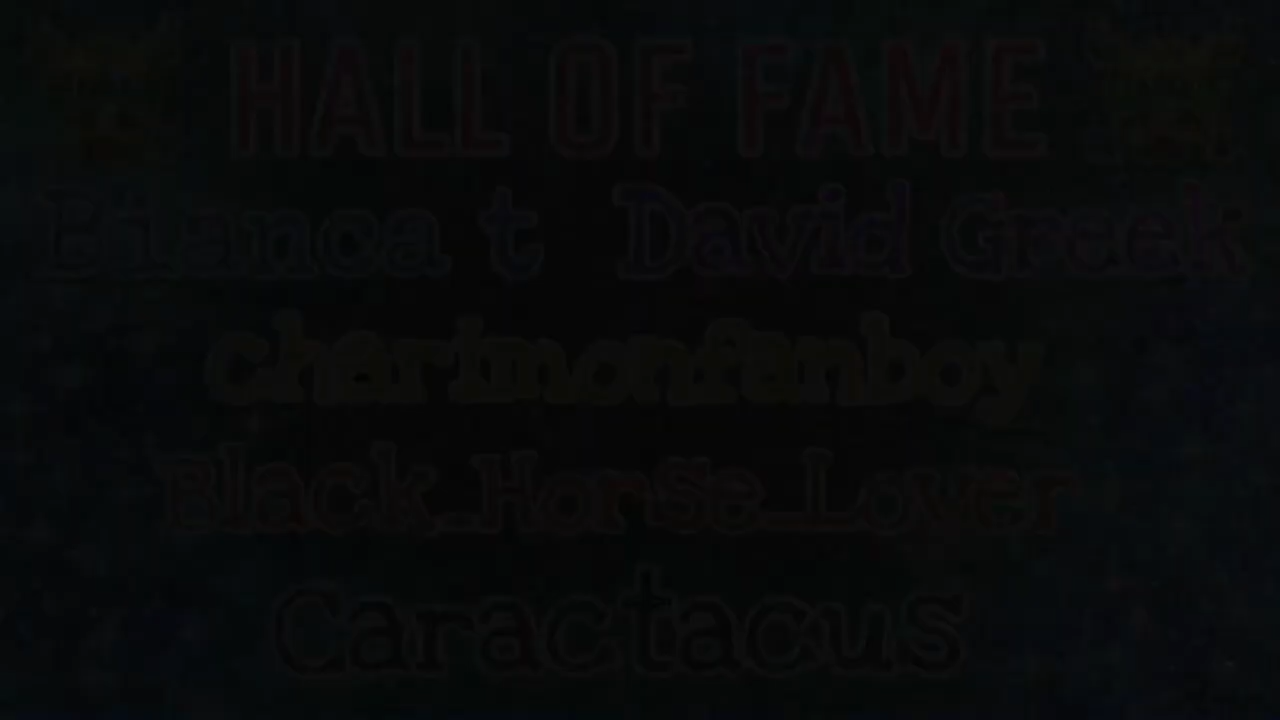 HALL OF FAME
Bianca t David Greek
charimonfanboy
Black_Horse_Lover
Caractacus